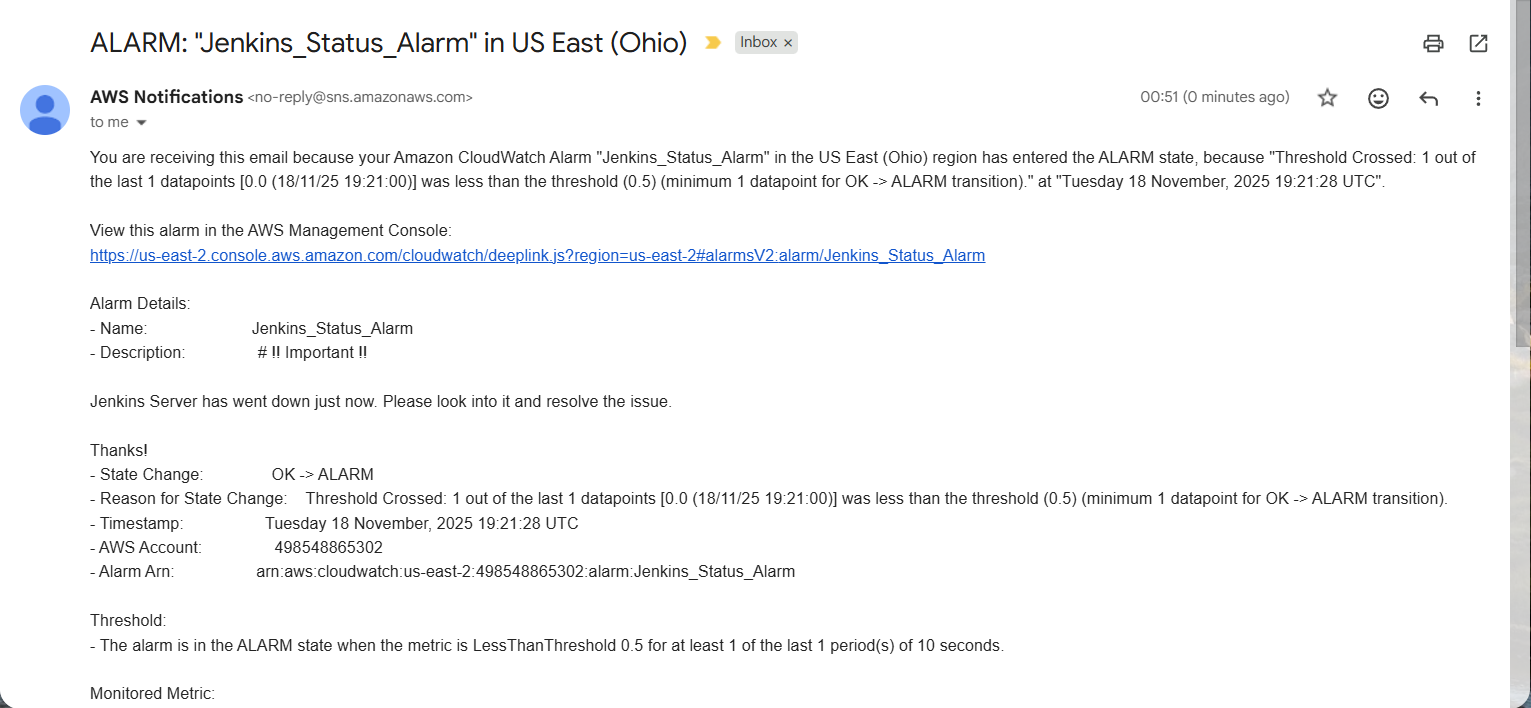 ALARM: "Jenkins_Status_Alarm" in US East (Ohio) Inbox ×
AWS Notifications <no-reply@sns.amazonaws.com> 00:51 (0 minutes ago)
to me
You are receiving this email because your Amazon CloudWatch Alarm "Jenkins_Status_Alarm" in the US East (Ohio) region has entered the ALARM state, because "Threshold Crossed: 1 out of
the last 1 datapoints [0.0 (18/11/25 19:21:00)] was less than the threshold (0.5) (minimum 1 datapoint for OK -> ALARM transition)." at "Tuesday 18 November, 2025 19:21:28 UTC".
View this alarm in the AWS Management Console:
https://us-east-2.console.aws.amazon.com/cloudwatch/deeplink.js?region=us-east-2#alarmsV2:alarm/Jenkins_Status_Alarm
Alarm Details:
- Name: Jenkins_Status_Alarm
- Description: # !! Important !!
Jenkins Server has went down just now. Please look into it and resolve the issue.
Thanks!
- State Change: OK -> ALARM
- Reason for State Change: Threshold Crossed: 1 out of the last 1 datapoints [0.0 (18/11/25 19:21:00)] was less than the threshold (0.5) (minimum 1 datapoint for OK -> ALARM transition).
- Timestamp: Tuesday 18 November, 2025 19:21:28 UTC
- AWS Account: 498548865302
- Alarm Arn: arn:aws:cloudwatch:us-east-2:498548865302:alarm:Jenkins_Status_Alarm
Threshold:
- The alarm is in the ALARM state when the metric is LessThanThreshold 0.5 for at least 1 of the last 1 period(s) of 10 seconds.
Monitored Metric: